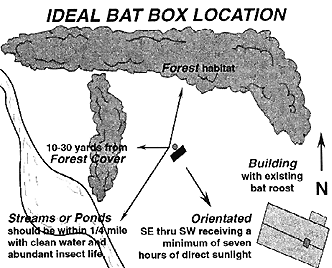 IDEAL BAT BOX LOCATION
Forest habitat
10-30 yards from
Forest Cover
Building
with existing
bat roost
N
Streams or Ponds
should be within 1/4 mile
with clean water and
abundant insect life
Orientated
SE thru SW receiving a
minimum of seven
hours of direct sunlight